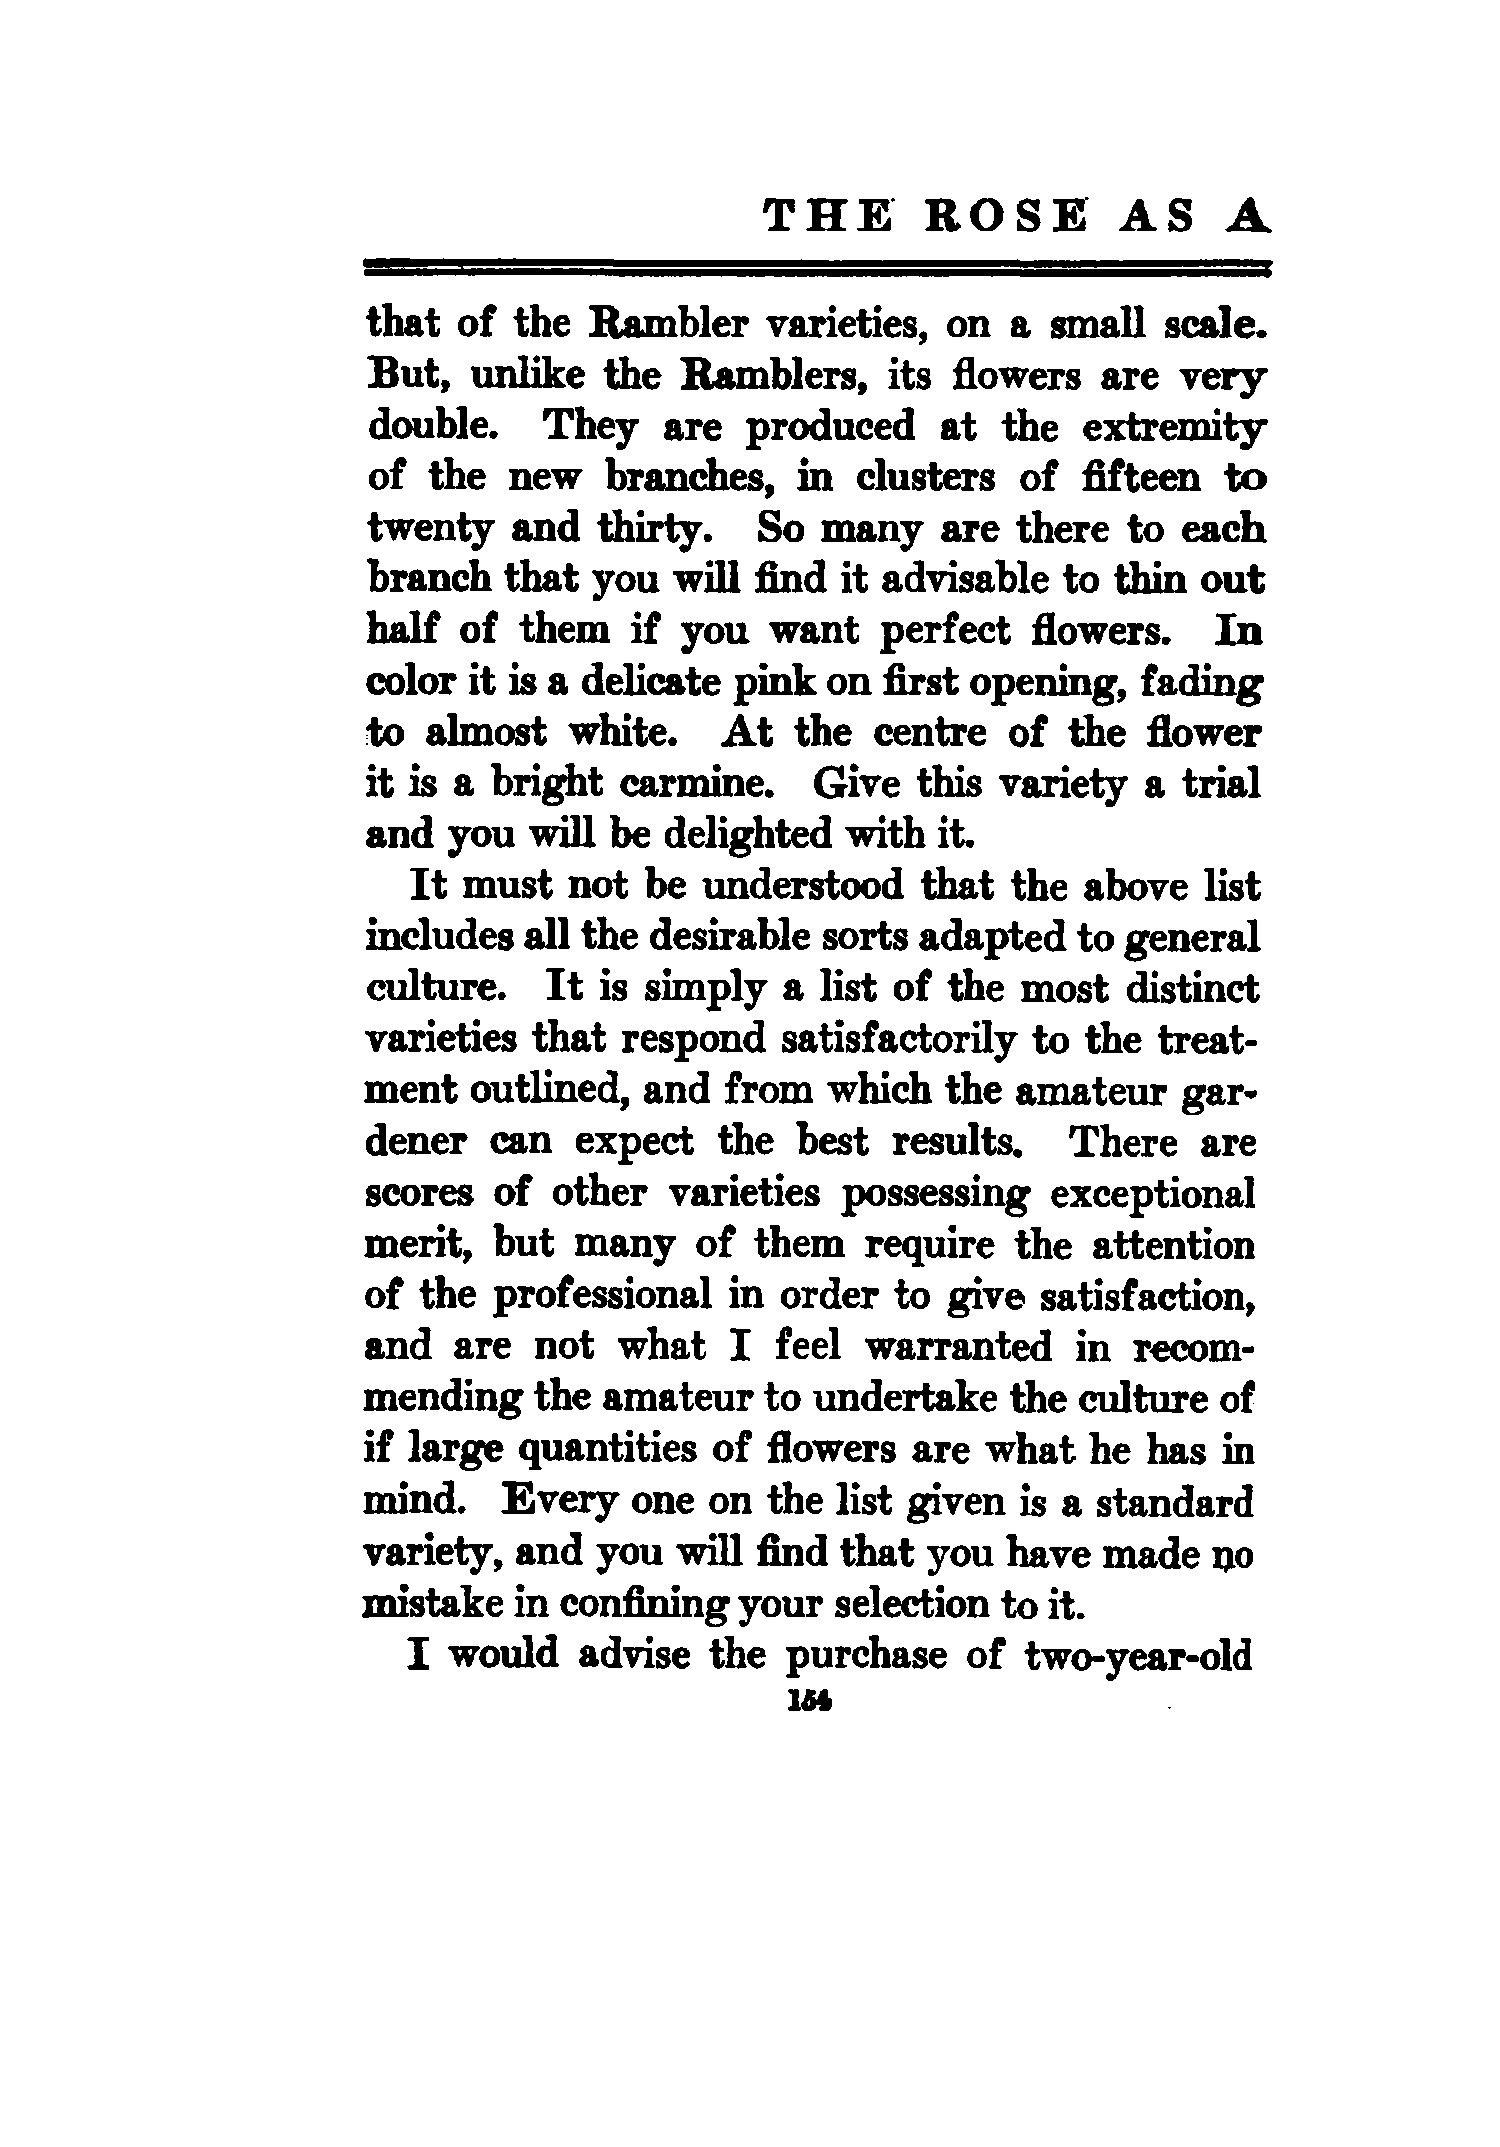 THE ROSE AS A
that of the Rambler varieties, on a small scale.
But, unlike the Ramblers, its flowers are very
double. They are produced at the extremity
of the new branches, in clusters of fifteen to
twenty and thirty. So many are there to each
branch that you will find it advisable to thin out
half of them if you want perfect flowers. In
color it is a delicate pink on first opening, fading
to almost white. At the centre of the flower
it is a bright carmine. Give this variety a trial
and you will be delighted with it.
It must not be understood that the above list
includes all the desirable sorts adapted to general
culture. It is simply a list of the most distinct
varieties that respond satisfactorily to the treat-
ment outlined, and from which the amateur gar-
dener can expect the best results. There are
scores of other varieties possessing exceptional
merit, but many of them require the attention
of the professional in order to give satisfaction,
and are not what I feel warranted in recom-
mending the amateur to undertake the culture of
if large quantities of flowers are what he has in
mind. Every one on the list given is a standard
variety, and you will find that you have made no
mistake in confining your selection to it.
I would advise the purchase of two-year-old
154